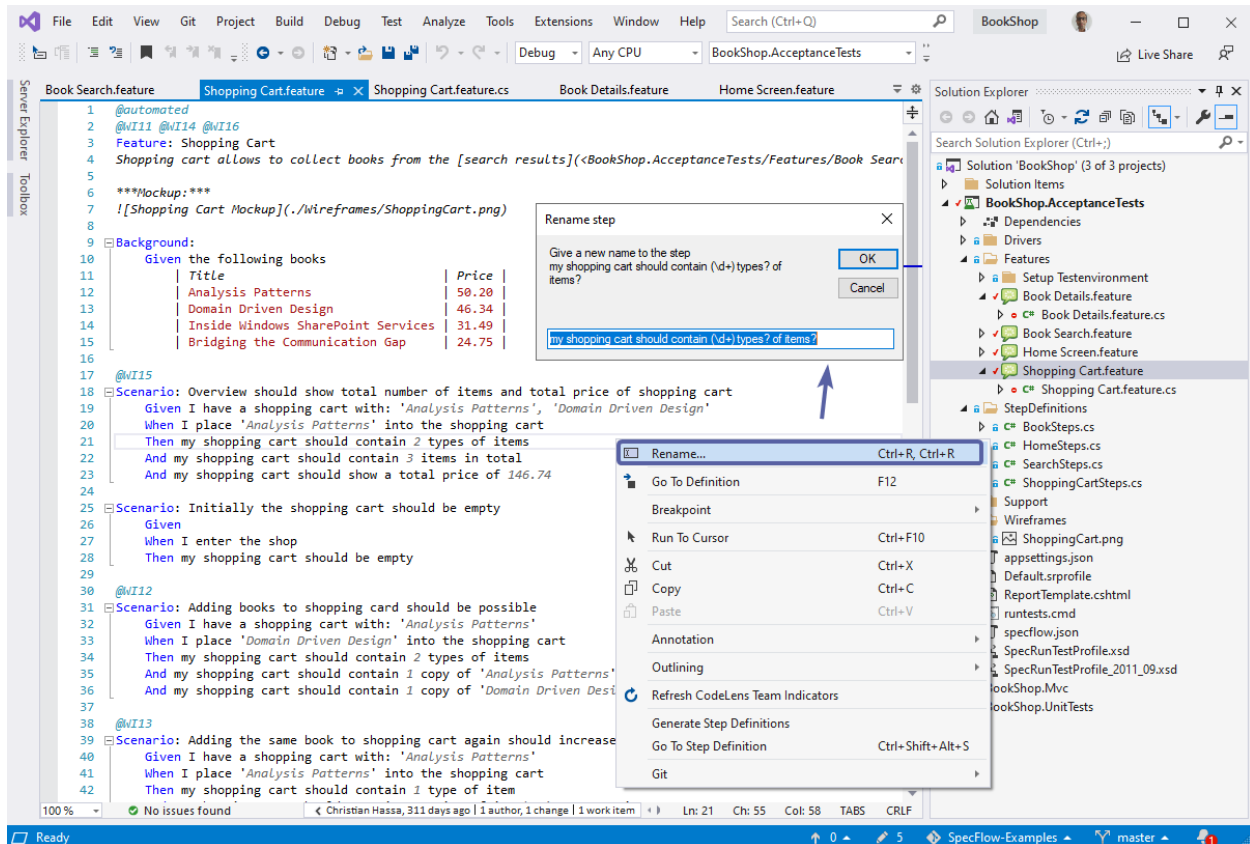 File Edit View Git Project Build Debug Test Analyze Tools Extensions Window Help Search (Ctrl+Q) BookShop
Debug Any CPU BookShop.AcceptanceTests Live Share
Server Explorer
Toolbox
Book Search.feature Shopping Cart.feature Shopping Cart.feature.cs Book Details.feature Home Screen.feature
1 @automated
2 @WI11 @WI14 @WI16
3 Feature: Shopping Cart
4 Shopping cart allows to collect books from the [search results](<BookShop.AcceptanceTests/Features/Book Sear
5
6 ***Mockup:***
7 ![Shopping Cart Mockup](./Wireframes/ShoppingCart.png)
8
9 Background:
10 Given the following books
11 | Title | Price |
12 | Analysis Patterns | 50.20 |
13 | Domain Driven Design | 46.34 |
14 | Inside Windows SharePoint Services | 31.49 |
15 | Bridging the Communication Gap | 24.75 |
16
17 @WI15
18 Scenario: Overview should show total number of items and total price of shopping cart
19 Given I have a shopping cart with: 'Analysis Patterns', 'Domain Driven Design'
20 When I place 'Analysis Patterns' into the shopping cart
21 Then my shopping cart should contain 2 types of items
22 And my shopping cart should contain 3 items in total
23 And my shopping cart should show a total price of 146.74
24
25 Scenario: Initially the shopping cart should be empty
26 Given
27 When I enter the shop
28 Then my shopping cart should be empty
29
30 @WI12
31 Scenario: Adding books to shopping card should be possible
32 Given I have a shopping cart with: 'Analysis Patterns'
33 When I place 'Domain Driven Design' into the shopping cart
34 Then my shopping cart should contain 2 types of items
35 And my shopping cart should contain 1 copy of 'Analysis Patterns'
36 And my shopping cart should contain 1 copy of 'Domain Driven Desi
37
38 @WI13
39 Scenario: Adding the same book to shopping cart again should increase
40 Given I have a shopping cart with: 'Analysis Patterns'
41 When I place 'Analysis Patterns' into the shopping cart
42 Then my shopping cart should contain 1 type of item
Rename step
Give a new name to the step
my shopping cart should contain (\d+) types? of
items?
OK
Cancel
my shopping cart should contain (\d+) types? of items?
Rename... Ctrl+R, Ctrl+R
Go To Definition F12
Breakpoint
Run To Cursor Ctrl+F10
Cut Ctrl+X
Copy Ctrl+C
Paste Ctrl+V
Annotation
Outlining
Refresh CodeLens Team Indicators
Generate Step Definitions
Go To Step Definition Ctrl+Shift+Alt+S
Git
Solution Explorer
Search Solution Explorer (Ctrl+;)
Solution 'BookShop' (3 of 3 projects)
Solution Items
BookShop.AcceptanceTests
Dependencies
Drivers
Features
Setup Testenvironment
Book Details.feature
C# Book Details.feature.cs
Book Search.feature
Home Screen.feature
Shopping Cart.feature
C# Shopping Cart.feature.cs
StepDefinitions
C# BookSteps.cs
C# HomeSteps.cs
C# SearchSteps.cs
C# ShoppingCartSteps.cs
Support
Wireframes
ShoppingCart.png
appsettings.json
Default.srprofile
ReportTemplate.cshtml
runtests.cmd
specflow.json
SpecRunTestProfile.xsd
SpecRunTestProfile_2011_09.xsd
BookShop.Mvc
BookShop.UnitTests
100 % No issues found Christian Hassa, 311 days ago | 1 author, 1 change | 1 work item Ln: 21 Ch: 55 Col: 58 TABS CRLF
Ready 0 5 SpecFlow-Examples master 1